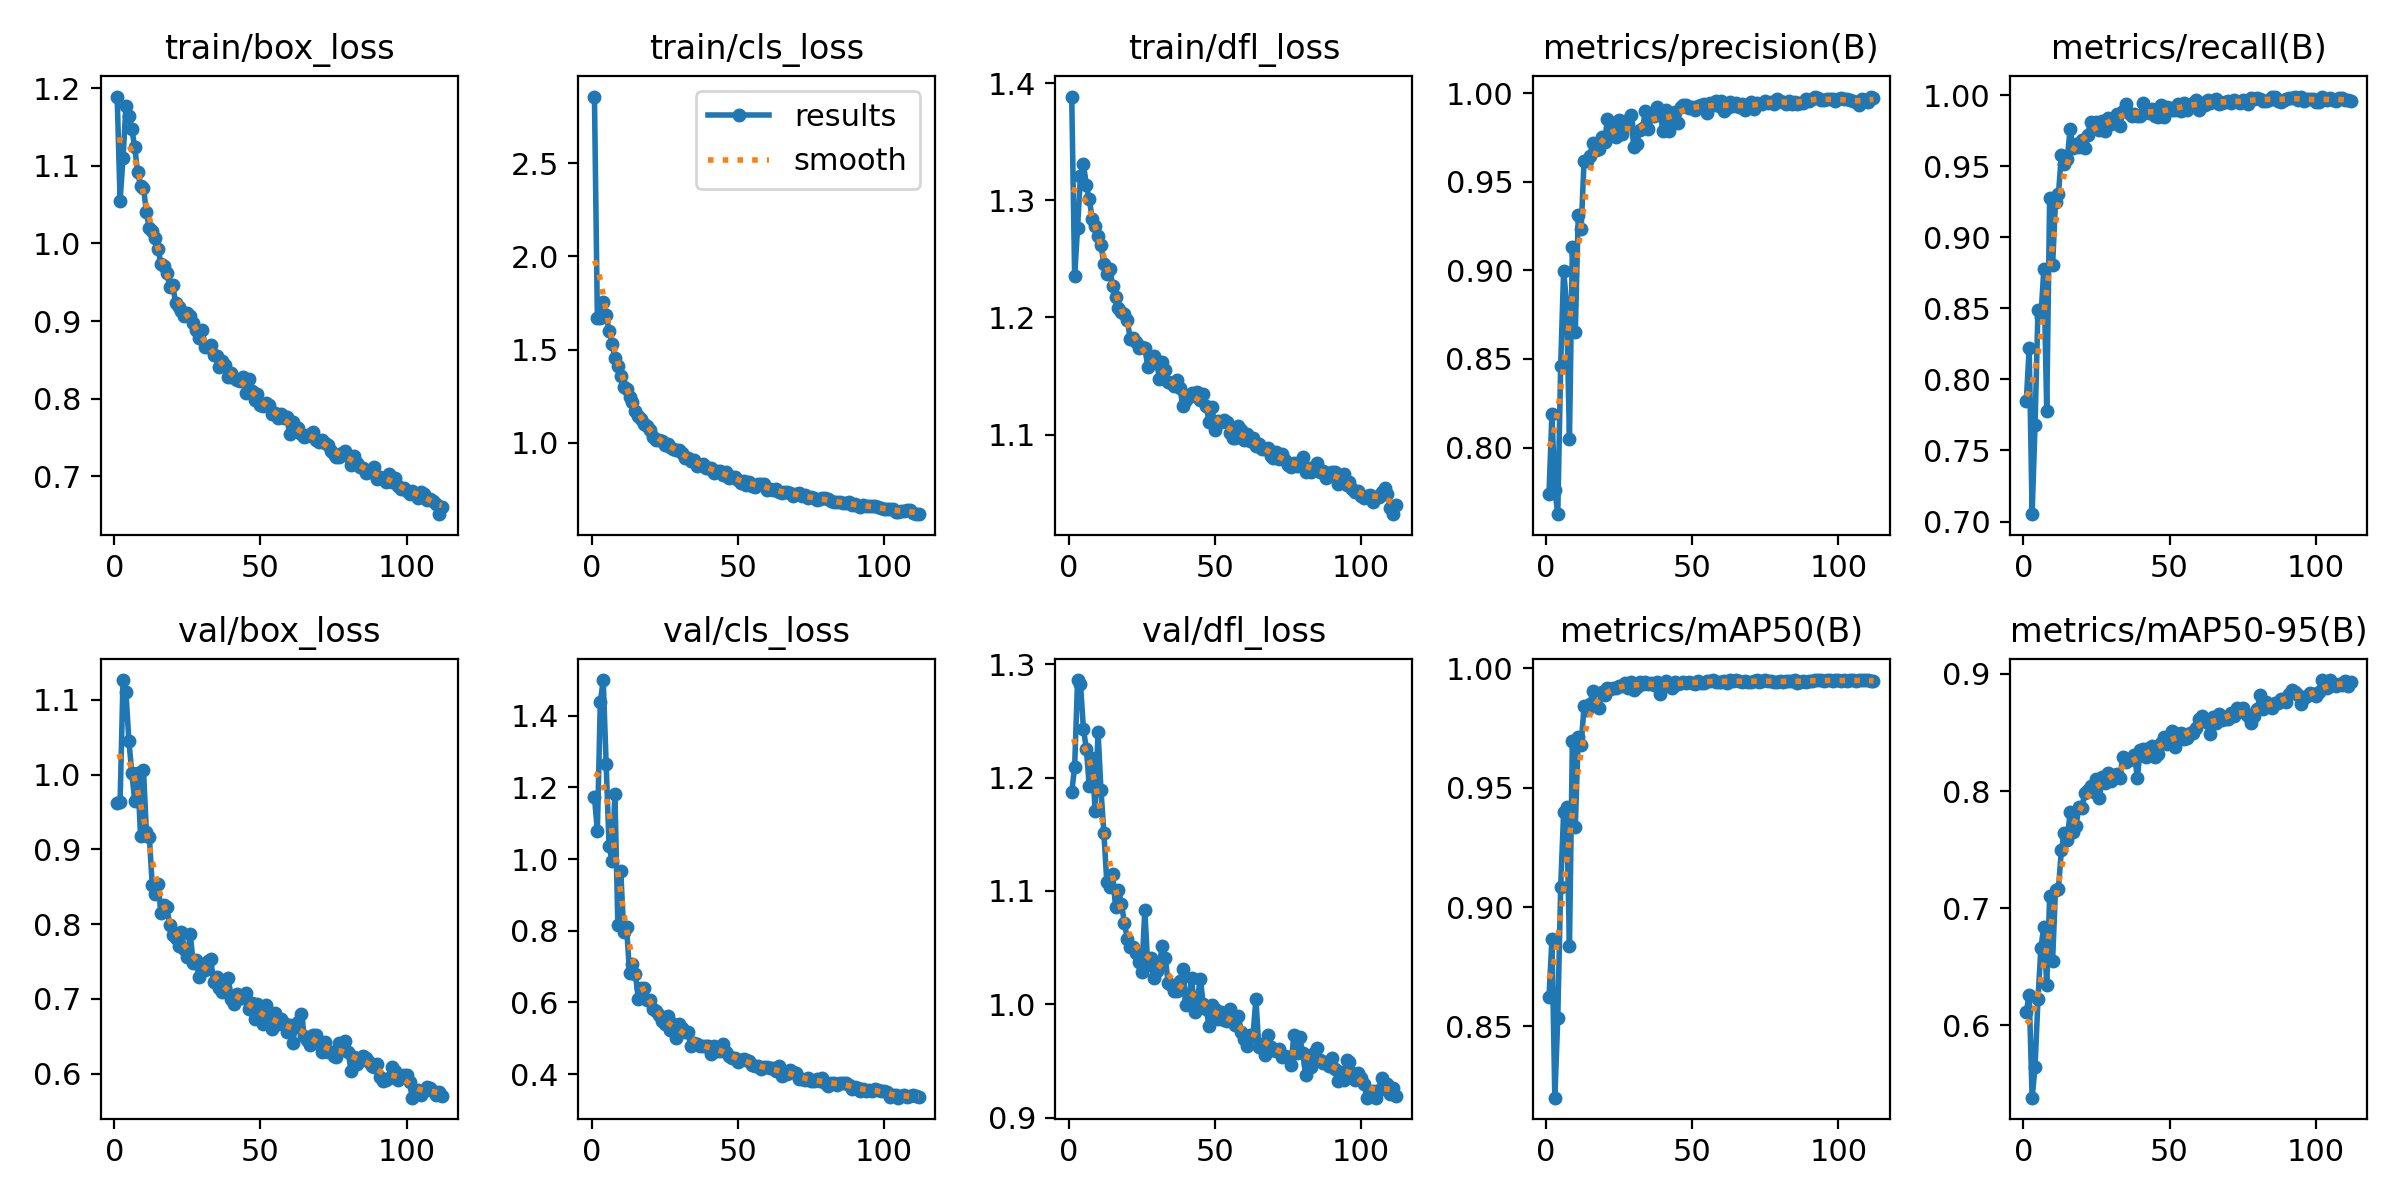 train/box_loss
1.2
1.1
1.0
0.9
0.8
0.7
0 50 100
train/cls_loss
results
smooth
2.5
2.0
1.5
1.0
0 50 100
train/dfl_loss
1.4
1.3
1.2
1.1
0 50 100
metrics/precision(B)
1.00
0.95
0.90
0.85
0.80
0 50 100
metrics/recall(B)
1.00
0.95
0.90
0.85
0.80
0.75
0.70
0 50 100
val/box_loss
1.1
1.0
0.9
0.8
0.7
0.6
0 50 100
val/cls_loss
1.4
1.2
1.0
0.8
0.6
0.4
0 50 100
val/dfl_loss
1.3
1.2
1.1
1.0
0.9
0 50 100
metrics/mAP50(B)
1.00
0.95
0.90
0.85
0 50 100
metrics/mAP50-95(B)
0.9
0.8
0.7
0.6
0 50 100